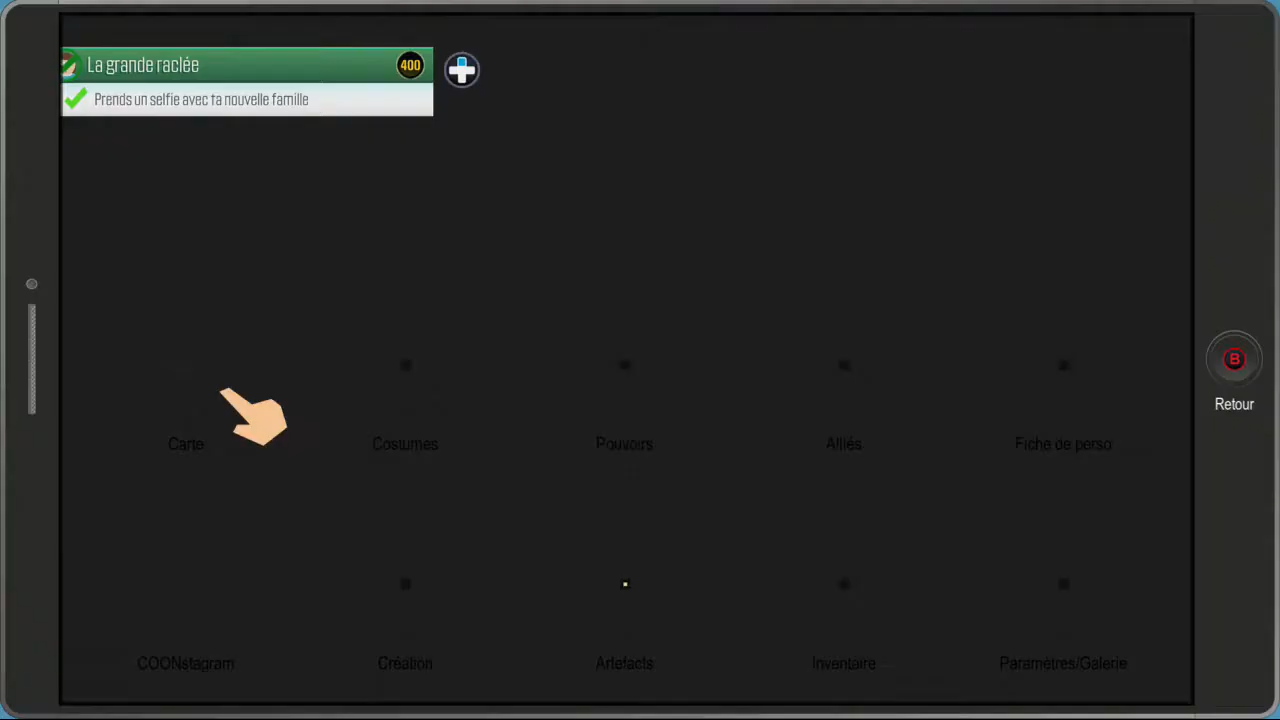 La grande raclée
400
Prends un selfie avec ta nouvelle famille
B
Retour
Carte
Costumes
Pouvoirs
Alliés
Fiche de perso
COONstagram
Création
Artefacts
Inventaire
Paramètres/Galerie